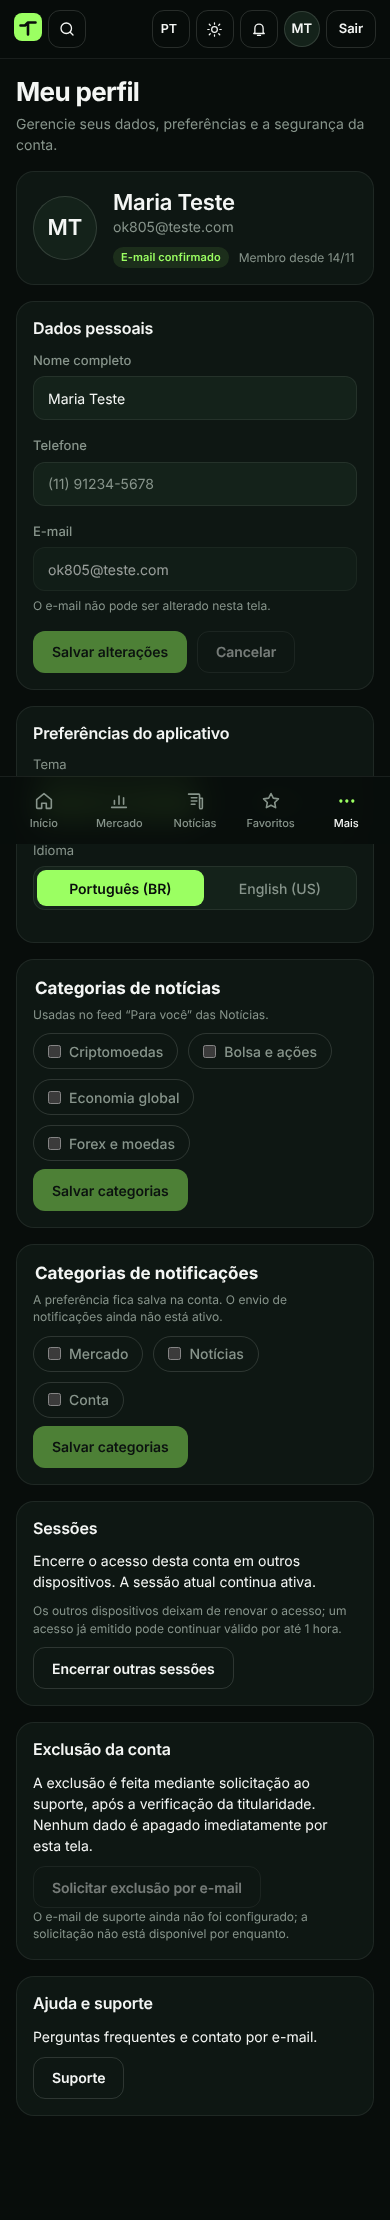 PT
MT
Sair
Meu perfil
Gerencie seus dados, preferências e a segurança da
conta.
MT
Maria Teste
ok805@teste.com
E-mail confirmado
Membro desde 14/11
Dados pessoais
Nome completo
Maria Teste
Telefone
(11) 91234-5678
E-mail
ok805@teste.com
O e-mail não pode ser alterado nesta tela.
Salvar alterações
Cancelar
Preferências do aplicativo
Tema
Início
Mercado
Notícias
Favoritos
Mais
Idioma
Português (BR)
English (US)
Categorias de notícias
Usadas no feed “Para você” das Notícias.
Criptomoedas
Bolsa e ações
Economia global
Forex e moedas
Salvar categorias
Categorias de notificações
A preferência fica salva na conta. O envio de
notificações ainda não está ativo.
Mercado
Notícias
Conta
Salvar categorias
Sessões
Encerre o acesso desta conta em outros
dispositivos. A sessão atual continua ativa.
Os outros dispositivos deixam de renovar o acesso; um
acesso já emitido pode continuar válido por até 1 hora.
Encerrar outras sessões
Exclusão da conta
A exclusão é feita mediante solicitação ao
suporte, após a verificação da titularidade.
Nenhum dado é apagado imediatamente por
esta tela.
Solicitar exclusão por e-mail
O e-mail de suporte ainda não foi configurado; a
solicitação não está disponível por enquanto.
Ajuda e suporte
Perguntas frequentes e contato por e-mail.
Suporte